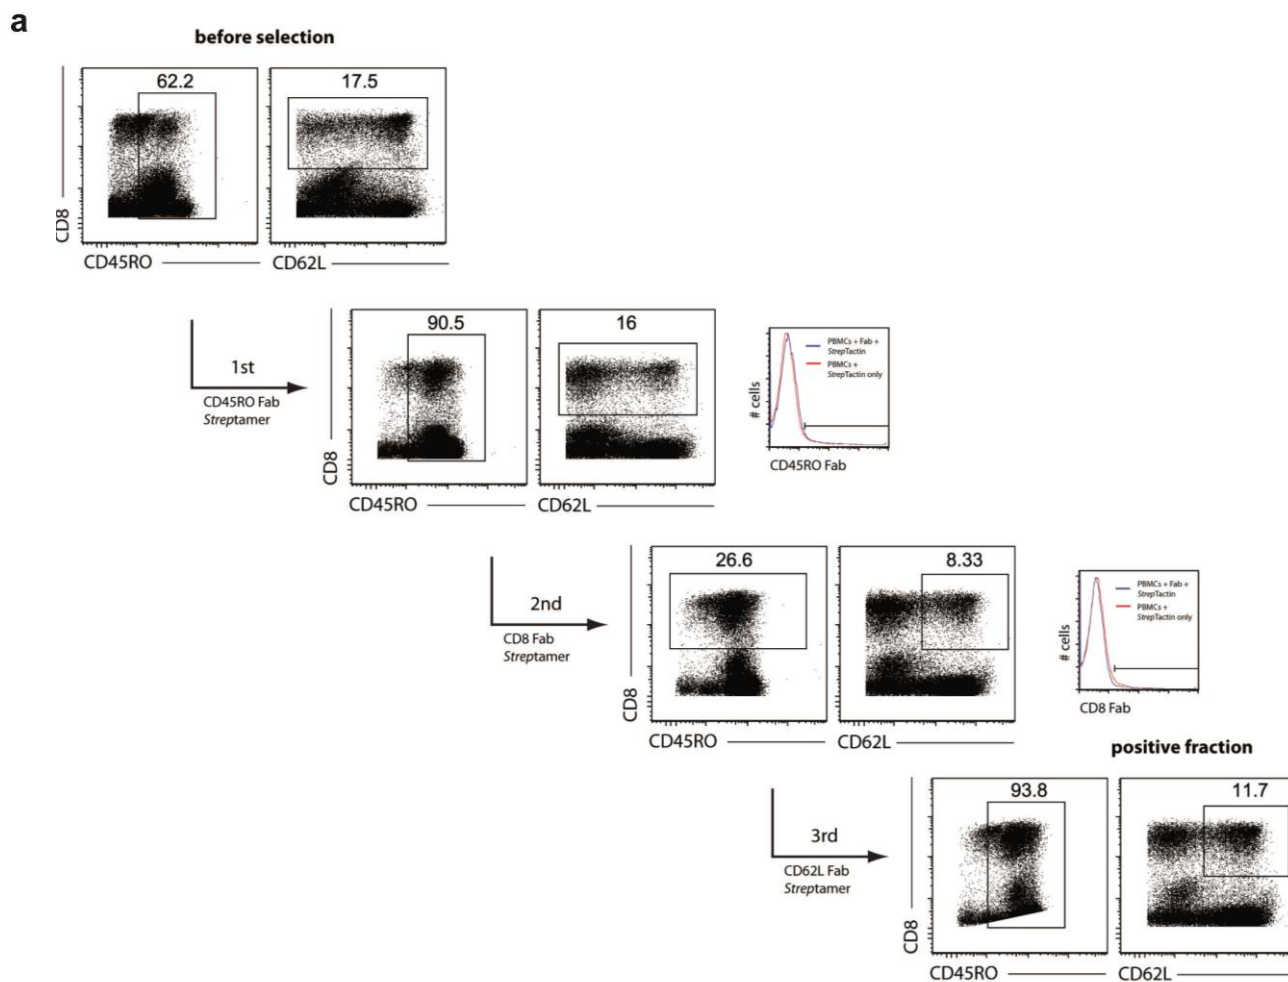 a
before selection
62.2
17.5
CD8
CD45RO
CD62L
1st
CD45RO Fab
Streptamer
90.5
16
CD8
CD45RO
CD62L
# cells
PBMCs + Fab +
StrepTactin
PBMCs +
StrepTactin only
CD45RO Fab
2nd
CD8 Fab
Streptamer
26.6
8.33
CD8
CD45RO
CD62L
# cells
PBMCs + Fab +
StrepTactin
PBMCs +
StrepTactin only
CD8 Fab
positive fraction
3rd
CD62L Fab
Streptamer
93.8
11.7
CD8
CD45RO
CD62L